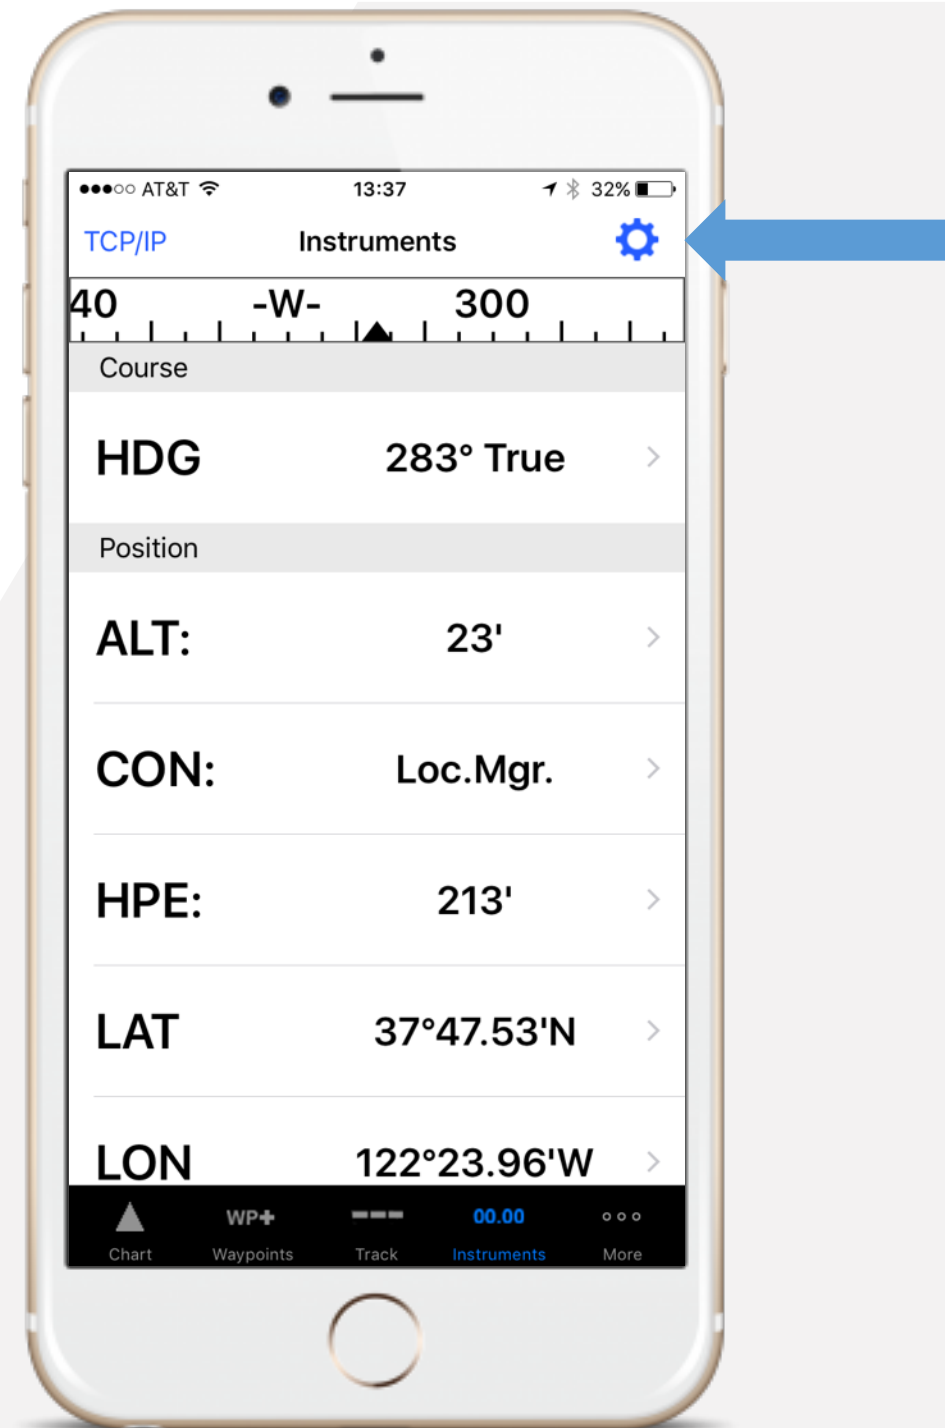 AT&T 13:37 32%
TCP/IP Instruments
40 -W- 300
Course
HDG 283° True
Position
ALT: 23'
CON: Loc.Mgr.
HPE: 213'
LAT 37°47.53'N
LON 122°23.96'W
WP+ 00.00
Chart Waypoints Track Instruments More